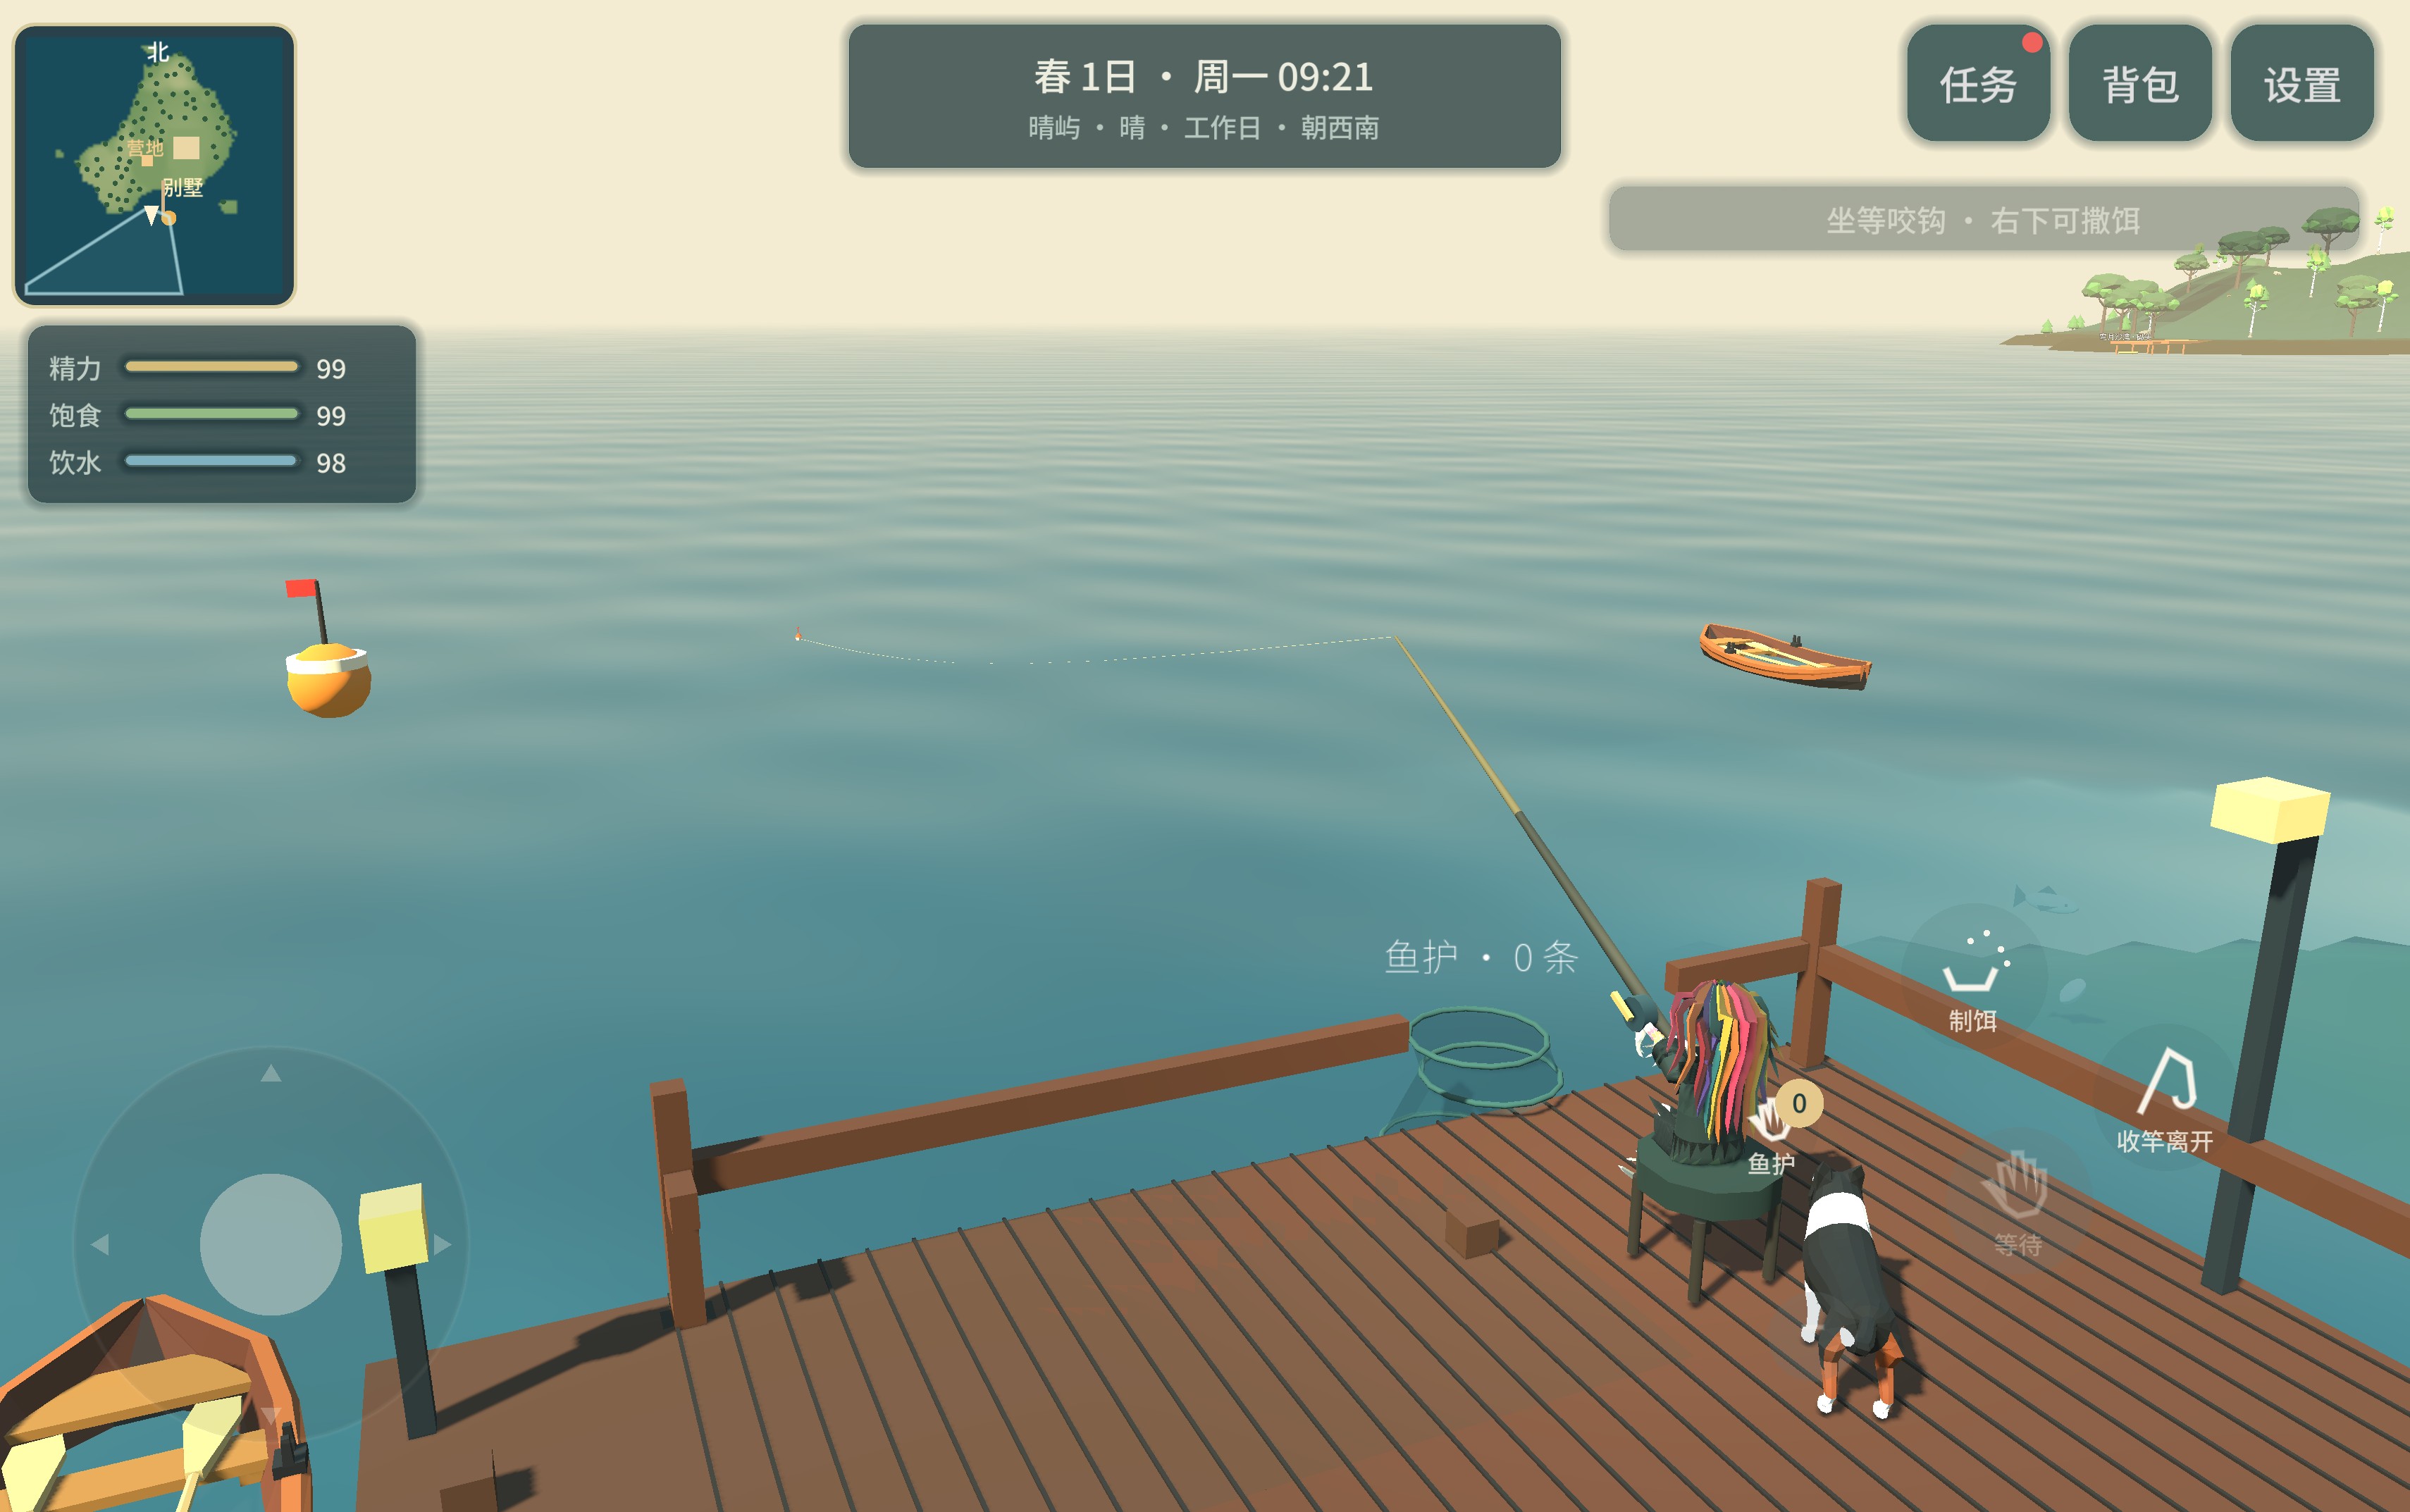 北
营地
别墅
春 1日 · 周一 09:21
晴屿 · 晴 · 工作日 · 朝西南
任务
背包
设置
坐等咬钩 · 右下可撒饵
精力 99
饱食 99
饮水 98
鱼护 · 0 条
制饵
0
鱼护
收竿离开
等待